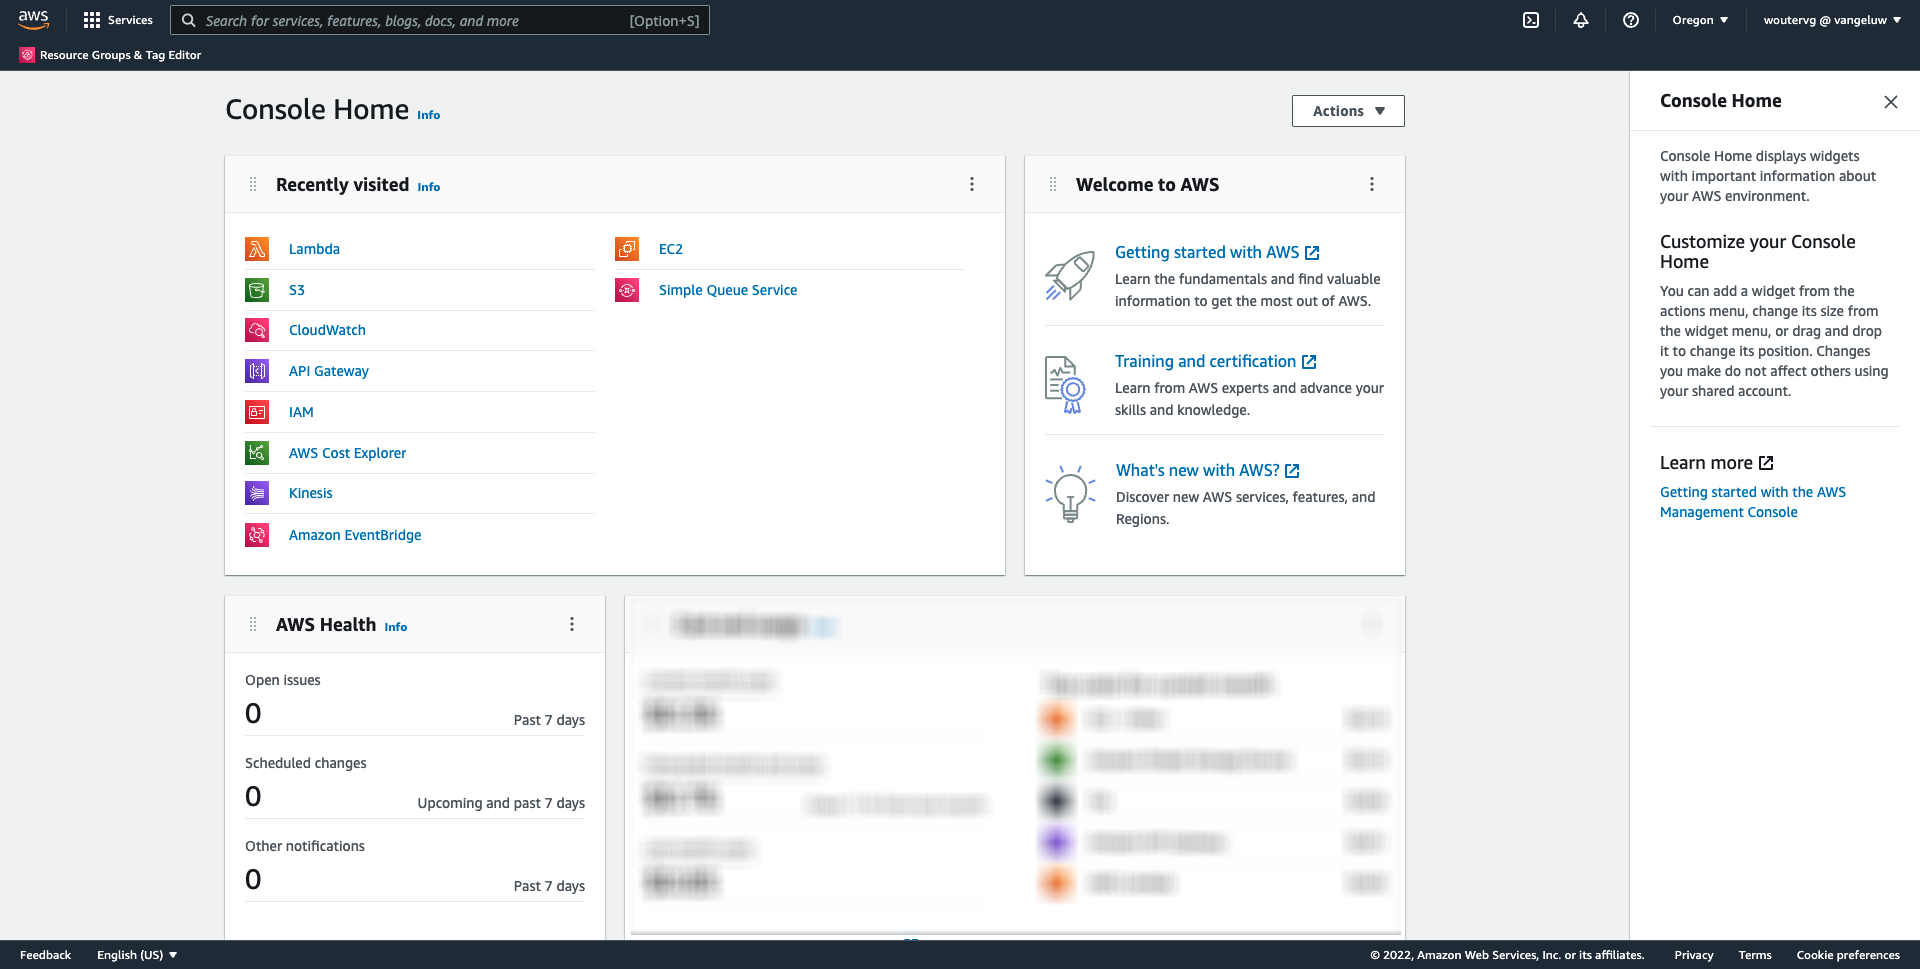 aws
Services
Search for services, features, blogs, docs, and more
[Option+S]
Oregon
woutervg @ vangeluw
Resource Groups & Tag Editor
Console Home Info
Actions
Recently visited Info
Lambda
S3
CloudWatch
API Gateway
IAM
AWS Cost Explorer
Kinesis
Amazon EventBridge
EC2
Simple Queue Service
Welcome to AWS
Getting started with AWS
Learn the fundamentals and find valuable
information to get the most out of AWS.
Training and certification
Learn from AWS experts and advance your
skills and knowledge.
What's new with AWS?
Discover new AWS services, features, and
Regions.
AWS Health Info
Open issues
0
Past 7 days
Scheduled changes
0
Upcoming and past 7 days
Other notifications
0
Past 7 days
Console Home
Console Home displays widgets
with important information about
your AWS environment.
Customize your Console
Home
You can add a widget from the
actions menu, change its size from
the widget menu, or drag and drop
it to change its position. Changes
you make do not affect others using
your shared account.
Learn more
Getting started with the AWS
Management Console
Feedback
English (US)
© 2022, Amazon Web Services, Inc. or its affiliates.
Privacy
Terms
Cookie preferences